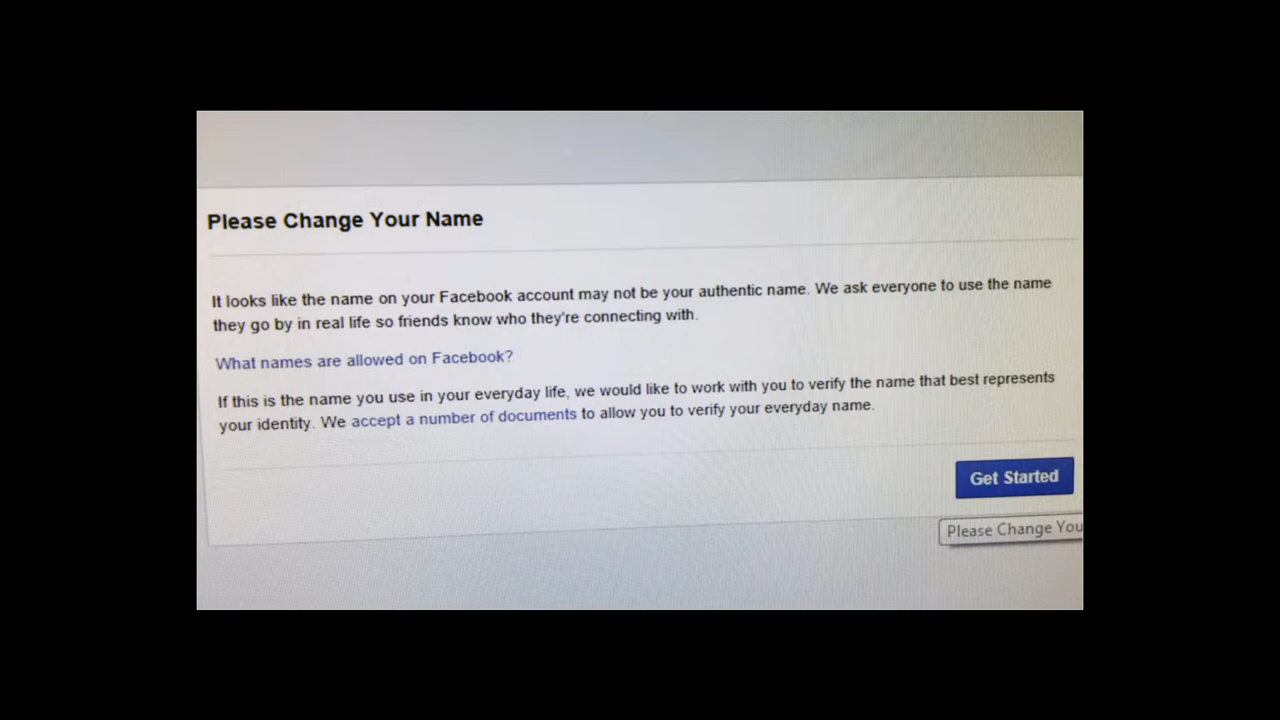 Please Change Your Name
It looks like the name on your Facebook account may not be your authentic name. We ask everyone to use the name
they go by in real life so friends know who they're connecting with.
What names are allowed on Facebook?
If this is the name you use in your everyday life, we would like to work with you to verify the name that best represents
your identity. We accept a number of documents to allow you to verify your everyday name.
Get Started
Please Change You